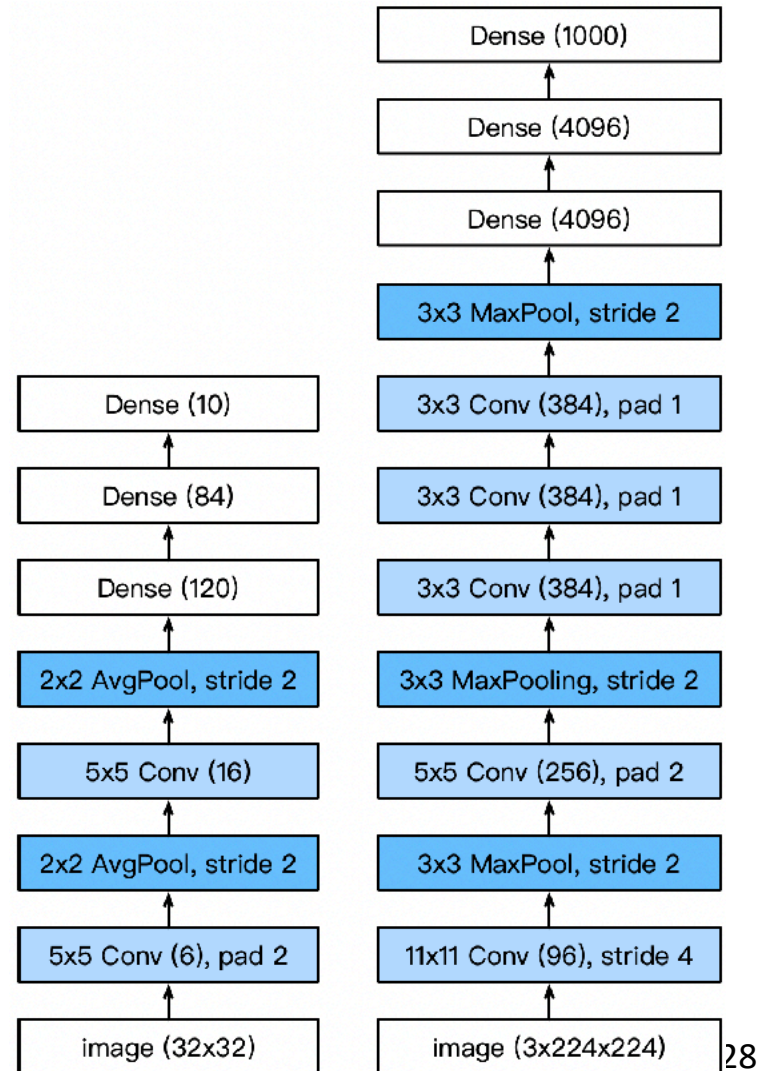 Dense (1000)
Dense (4096)
Dense (4096)
3x3 MaxPool, stride 2
3x3 Conv (384), pad 1
3x3 Conv (384), pad 1
3x3 Conv (384), pad 1
3x3 MaxPooling, stride 2
5x5 Conv (256), pad 2
3x3 MaxPool, stride 2
11x11 Conv (96), stride 4
image (3x224x224)
Dense (10)
Dense (84)
Dense (120)
2x2 AvgPool, stride 2
5x5 Conv (16)
2x2 AvgPool, stride 2
5x5 Conv (6), pad 2
image (32x32)
28